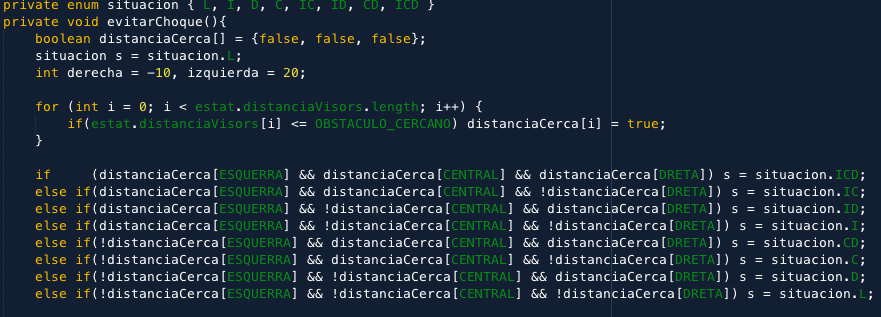 private enum situacion { L, I, D, C, IC, ID, CD, ICD }
private void evitarChoque(){
    boolean distanciaCerca[] = {false, false, false};
    situacion s = situacion.L;
    int derecha = -10, izquierda = 20;

    for (int i = 0; i < estat.distanciaVisors.length; i++) {
        if(estat.distanciaVisors[i] <= OBSTACULO_CERCANO) distanciaCerca[i] = true;
    }

    if     (distanciaCerca[ESQUERRA] && distanciaCerca[CENTRAL] && distanciaCerca[DRETA]) s = situacion.ICD;
    else if(distanciaCerca[ESQUERRA] && distanciaCerca[CENTRAL] && !distanciaCerca[DRETA]) s = situacion.IC;
    else if(distanciaCerca[ESQUERRA] && !distanciaCerca[CENTRAL] && distanciaCerca[DRETA]) s = situacion.ID;
    else if(distanciaCerca[ESQUERRA] && !distanciaCerca[CENTRAL] && !distanciaCerca[DRETA]) s = situacion.I;
    else if(!distanciaCerca[ESQUERRA] && distanciaCerca[CENTRAL] && distanciaCerca[DRETA]) s = situacion.CD;
    else if(!distanciaCerca[ESQUERRA] && distanciaCerca[CENTRAL] && !distanciaCerca[DRETA]) s = situacion.C;
    else if(!distanciaCerca[ESQUERRA] && !distanciaCerca[CENTRAL] && distanciaCerca[DRETA]) s = situacion.D;
    else if(!distanciaCerca[ESQUERRA] && !distanciaCerca[CENTRAL] && !distanciaCerca[DRETA]) s = situacion.L;